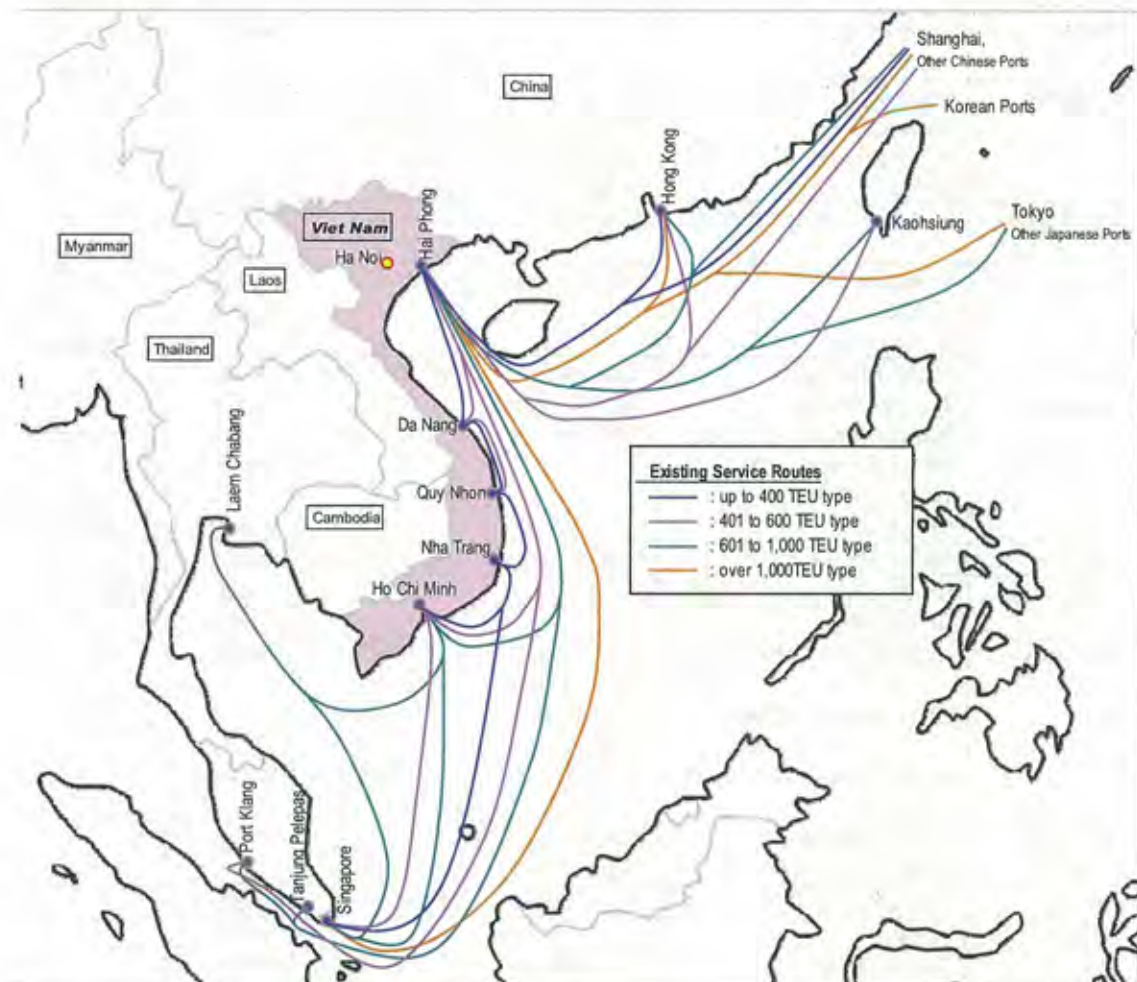 Shanghai,
Other Chinese Ports
China
Korean Ports
Hong Kong
Hai Phong
Kaohsiung
Tokyo
Other Japanese Ports
Viet Nam
Ha Noi
Myanmar
Laos
Thailand
Da Nang
Laem Chabang
Quy Nhon
Cambodia
Nha Trang
Ho Chi Minh
Existing Service Routes
: up to 400 TEU type
: 401 to 600 TEU type
: 601 to 1,000 TEU type
: over 1,000TEU type
Port Klang
Tanjung Pelepas
Singapore